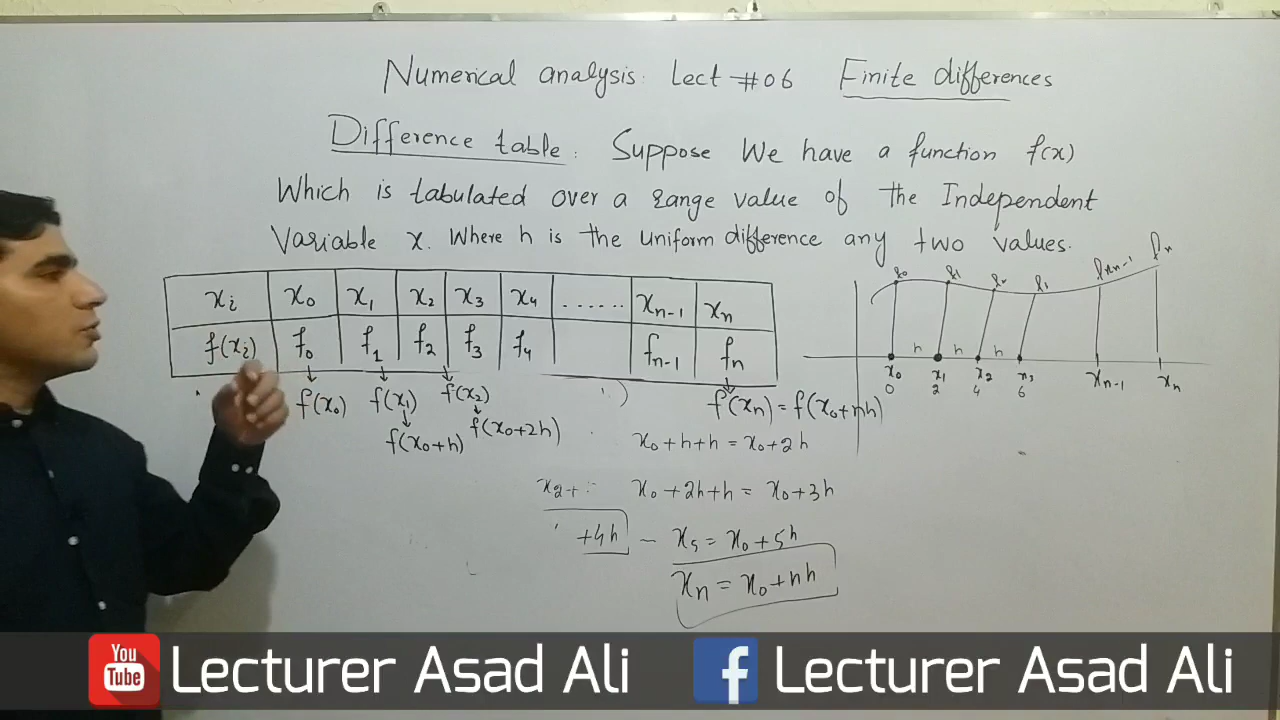 Numerical analysis: Lect #06 Finite differences
Difference table: Suppose We have a function f(x)
Which is tabulated over a range value of the Independent
Variable x. Where h is the uniform difference any two values.
xi x0 x1 x2 x3 x4 ...... xn-1 xn
f(xi) f0 f1 f2 f3 f4 fn-1 fn
f(x0) f(x1) f(x2) f(xn) = f(x0+nh)
f(x0+h) f(x0+2h)
x0+h+h = x0+2h
x2+ x0+2h+h = x0+3h
+4h - x5 = x0+5h
xn = x0+nh
f0 f1 fn
h h h
x0 x1 x2 x3 xn-1 xn
0 2 4 6
You Tube Lecturer Asad Ali f Lecturer Asad Ali